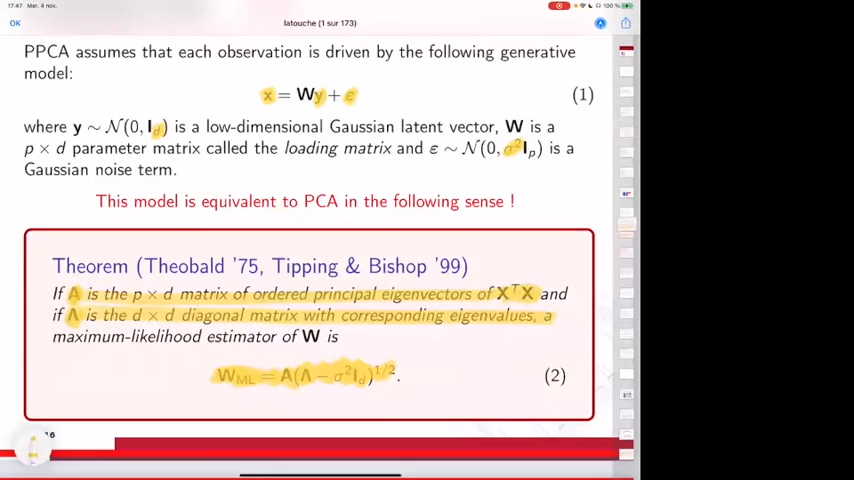 17:47 Mar. 4 nov.
100 %
OK
latouche (1 sur 173)
PPCA assumes that each observation is driven by the following generative
model:
x = Wy + ε (1)
where y ∼ N(0, I_d) is a low-dimensional Gaussian latent vector, W is a
p × d parameter matrix called the loading matrix and ε ∼ N(0, σ²I_p) is a
Gaussian noise term.
This model is equivalent to PCA in the following sense !
Theorem (Theobald '75, Tipping & Bishop '99)
If A is the p × d matrix of ordered principal eigenvectors of X^T X and
if Λ is the d × d diagonal matrix with corresponding eigenvalues, a
maximum-likelihood estimator of W is
W_ML = A(Λ − σ²I_d)^1/2. (2)
16